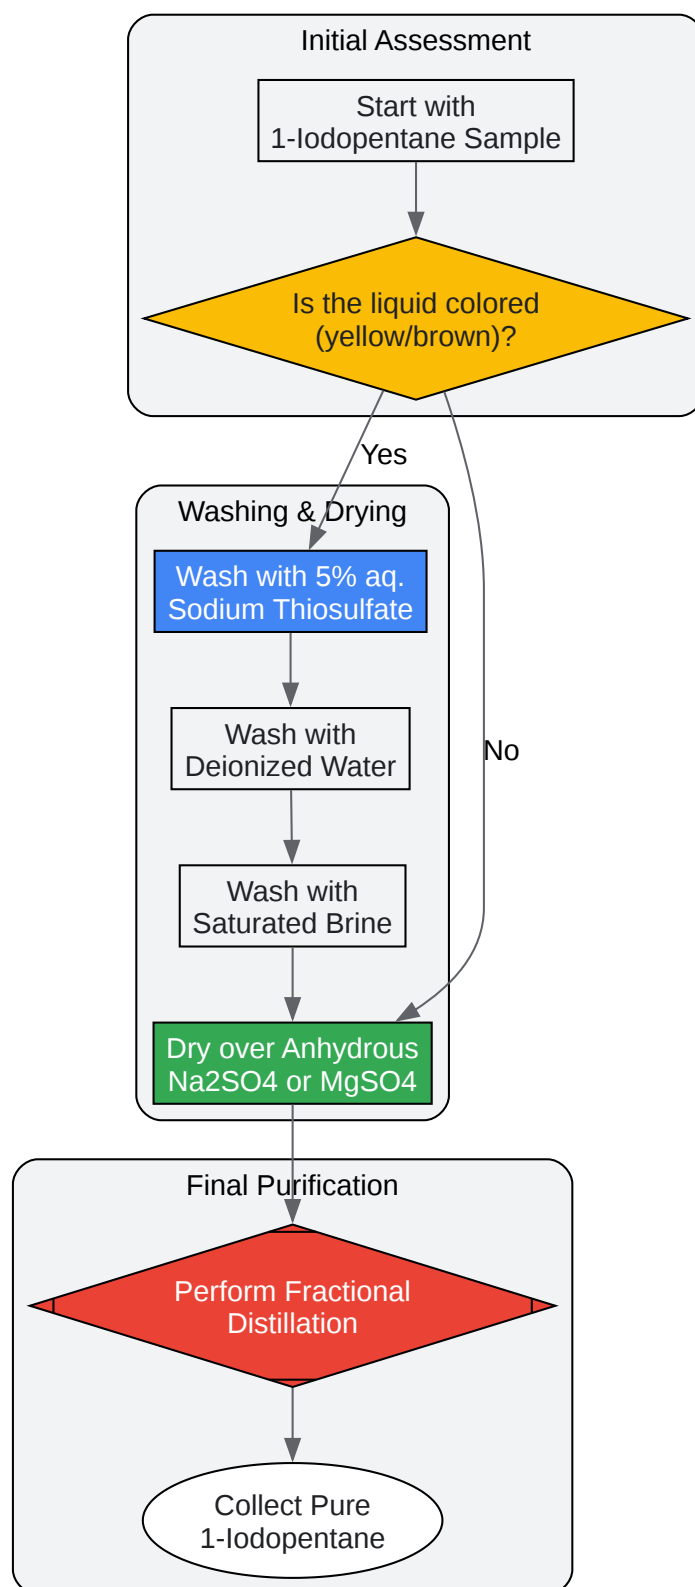 Initial Assessment
Start with
1-Iodopentane Sample
Is the liquid colored
(yellow/brown)?
Yes
Washing & Drying
Wash with 5% aq.
Sodium Thiosulfate
Wash with
Deionized Water
No
Wash with
Saturated Brine
Dry over Anhydrous
Na2SO4 or MgSO4
Final Purification
Perform Fractional
Distillation
Collect Pure
1-Iodopentane